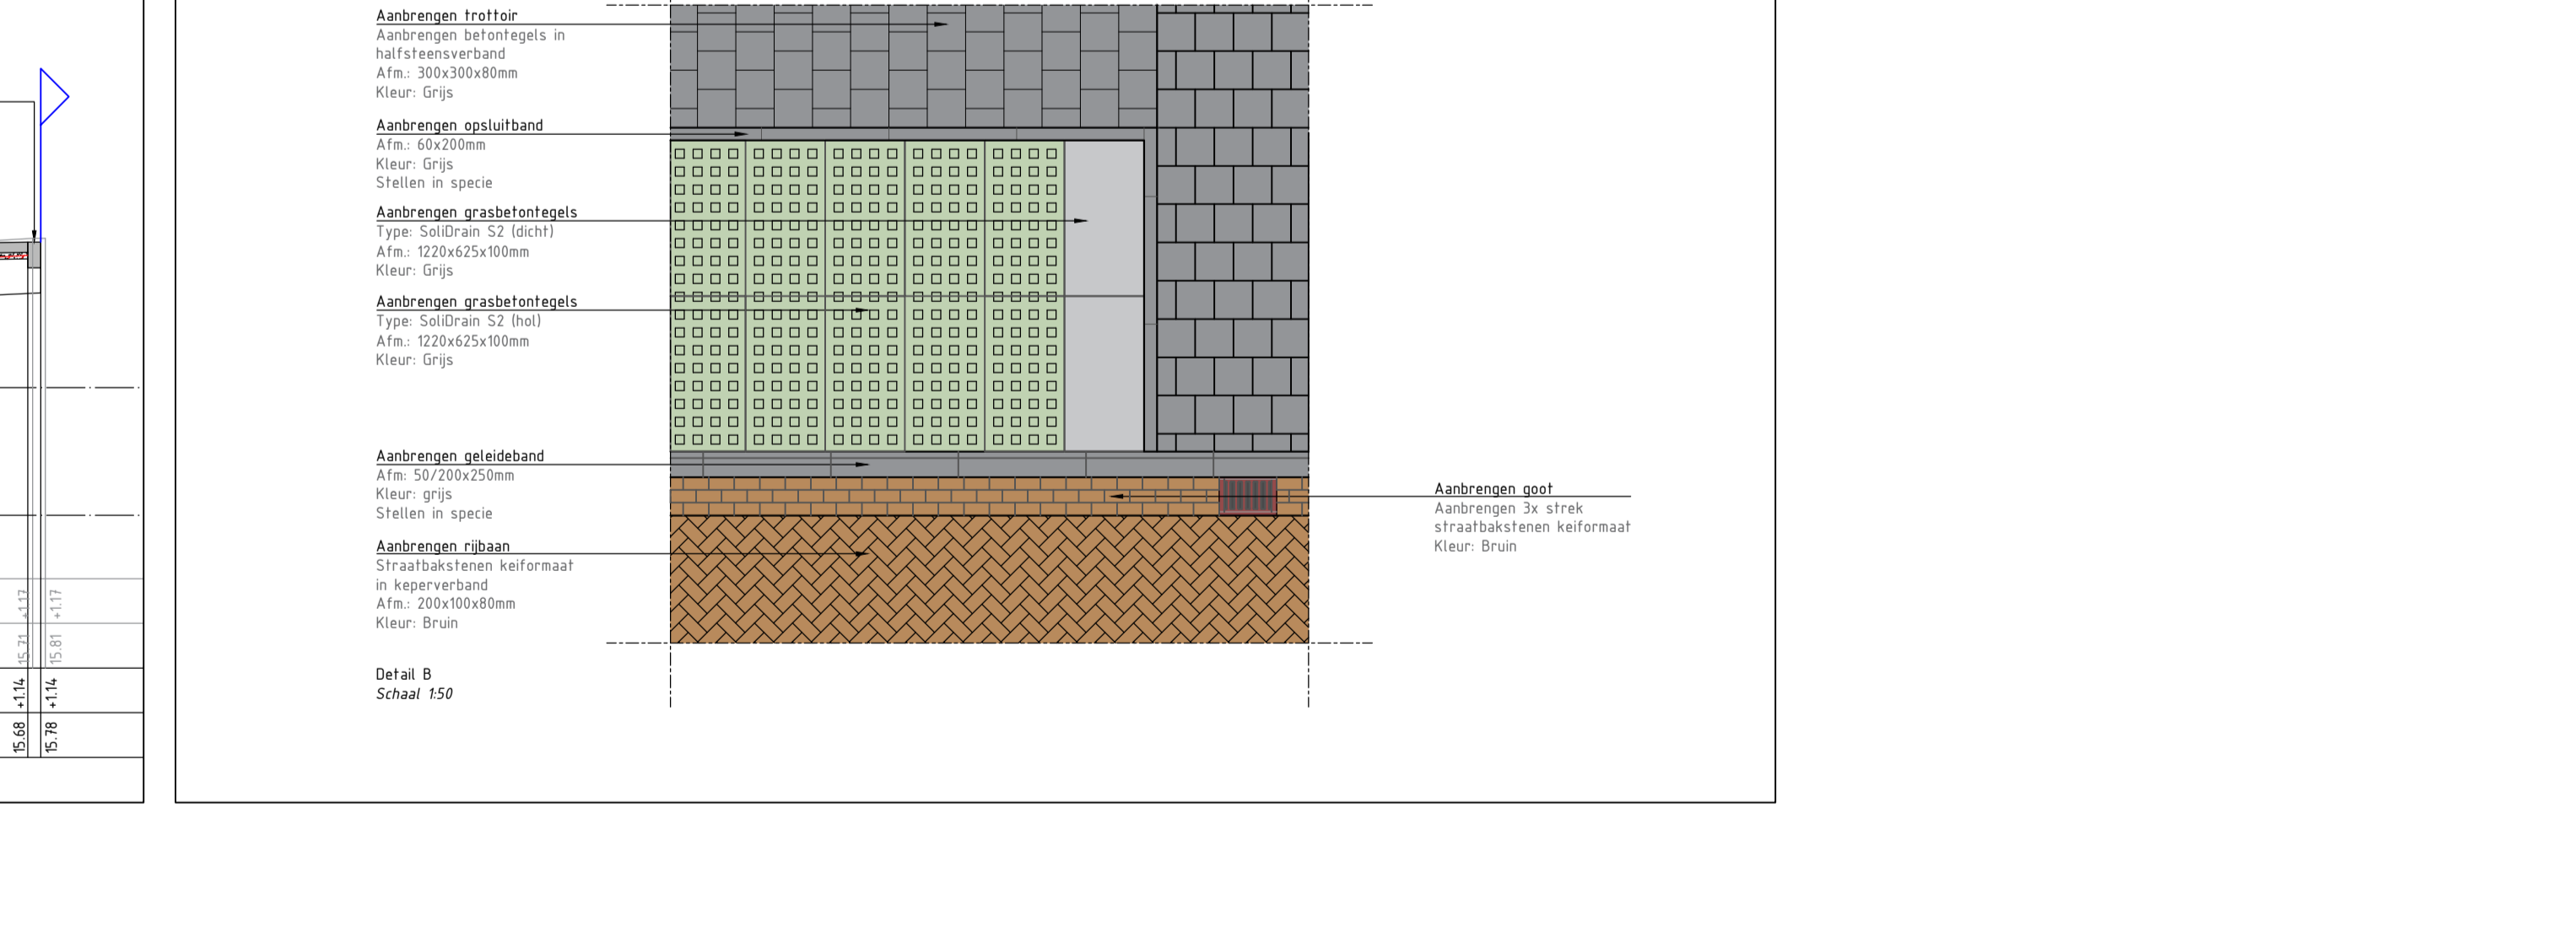 Aanbrengen trottoir
Aanbrengen betontegels in
halfsteensverband
Afm.: 300x300x80mm
Kleur: Grijs
Aanbrengen opsluitband
Afm.: 60x200mm
Kleur: Grijs
Stellen in specie
Aanbrengen grasbetontegels
Type: SoliDrain S2 (dicht)
Afm.: 1220x625x100mm
Kleur: Grijs
Aanbrengen grasbetontegels
Type: SoliDrain S2 (hol)
Afm.: 1220x625x100mm
Kleur: Grijs
Aanbrengen geleideband
Afm: 50/200x250mm
Kleur: grijs
Stellen in specie
Aanbrengen rijbaan
Straatbakstenen keiformaat
in keperverband
Afm.: 200x100x80mm
Kleur: Bruin
Detail B
Schaal 1:50
Aanbrengen goot
Aanbrengen 3x strek
straatbakstenen keiformaat
Kleur: Bruin
15.71 +1.17
15.81 +1.17
15.68 +1.14
15.78 +1.14